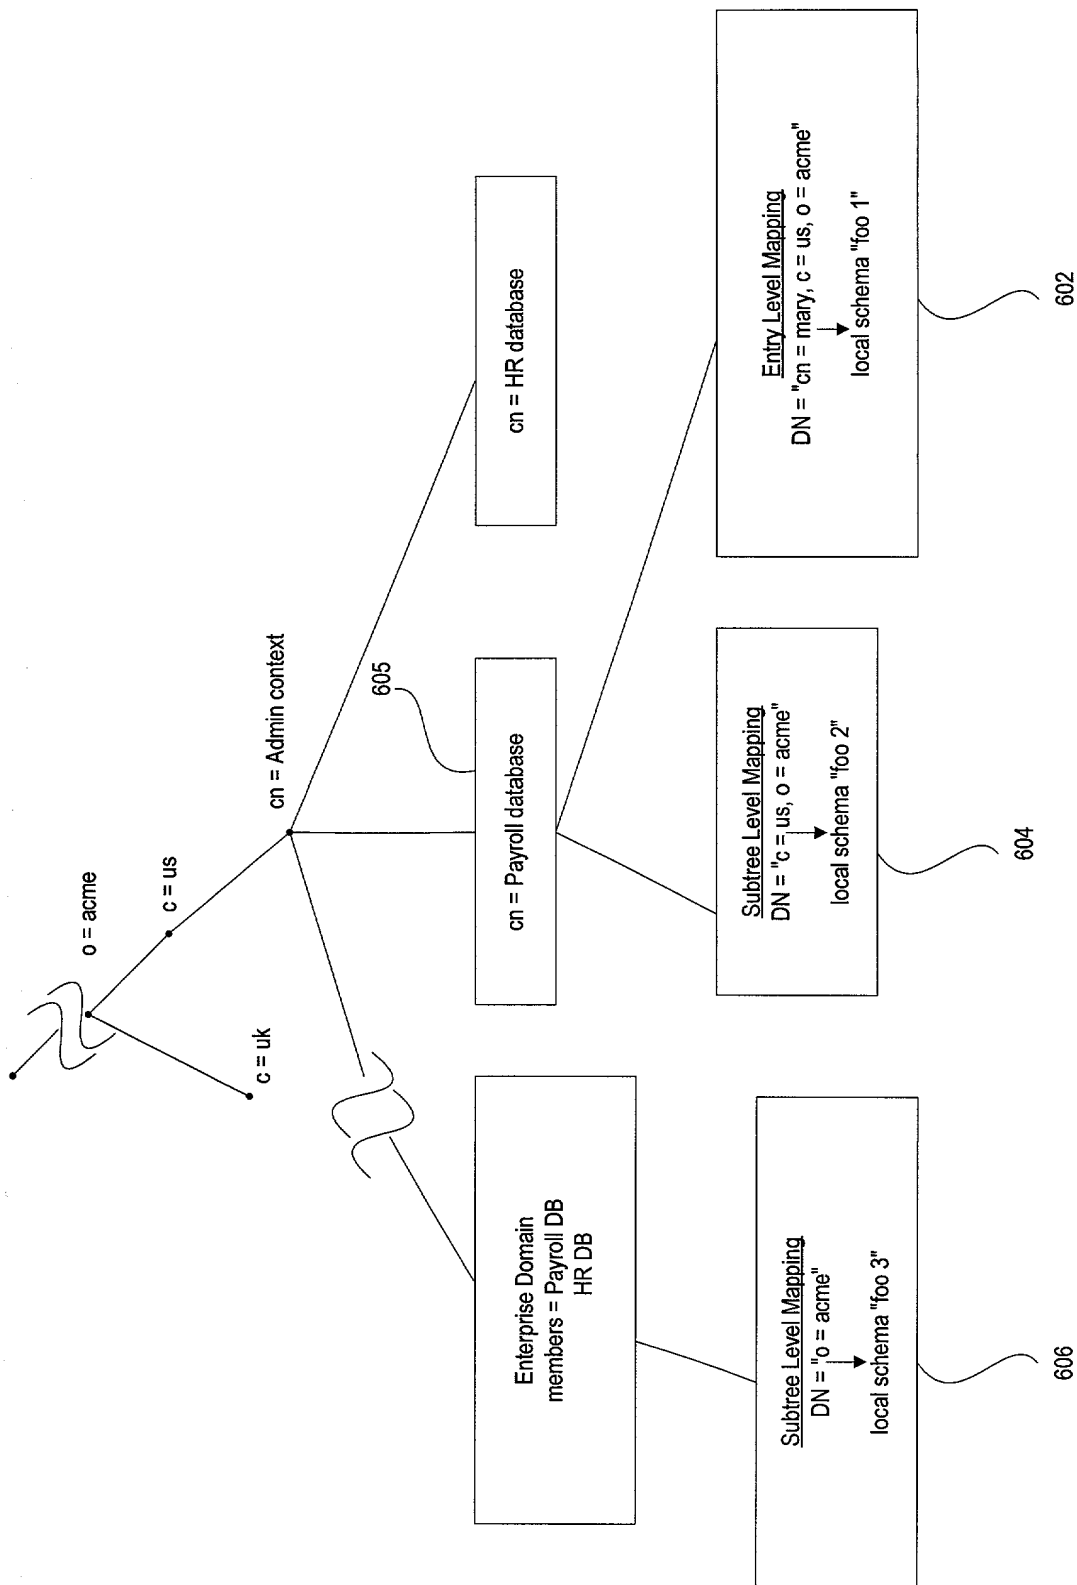 o = acme
c = us
c = uk
cn = Admin context
605
Enterprise Domain
members = Payroll DB
HR DB
cn = Payroll database
cn = HR database
Subtree Level Mapping
DN = "o = acme"
local schema "foo 3"
606
Subtree Level Mapping
DN = "c = us, o = acme"
local schema "foo 2"
604
Entry Level Mapping
DN = "cn = mary, c = us, o = acme"
local schema "foo 1"
602